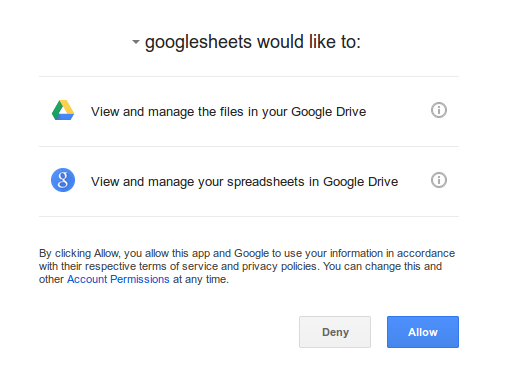 googlesheets would like to:
View and manage the files in your Google Drive
g View and manage your spreadsheets in Google Drive
By clicking Allow, you allow this app and Google to use your information in accordance
with their respective terms of service and privacy policies. You can change this and
other Account Permissions at any time.
Deny Allow